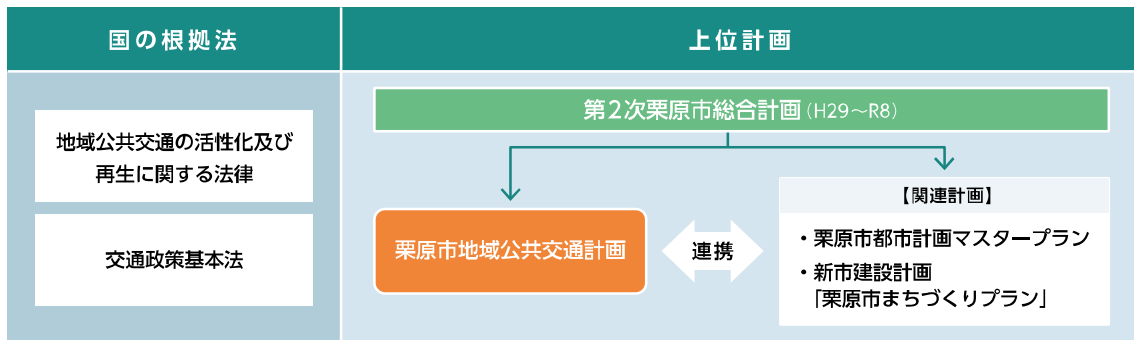 国の根拠法
上位計画
地域公共交通の活性化及び
再生に関する法律
交通政策基本法
第2次栗原市総合計画(H29~R8)
栗原市地域公共交通計画
連携
【関連計画】
・栗原市都市計画マスタープラン
・新市建設計画
「栗原市まちづくりプラン」